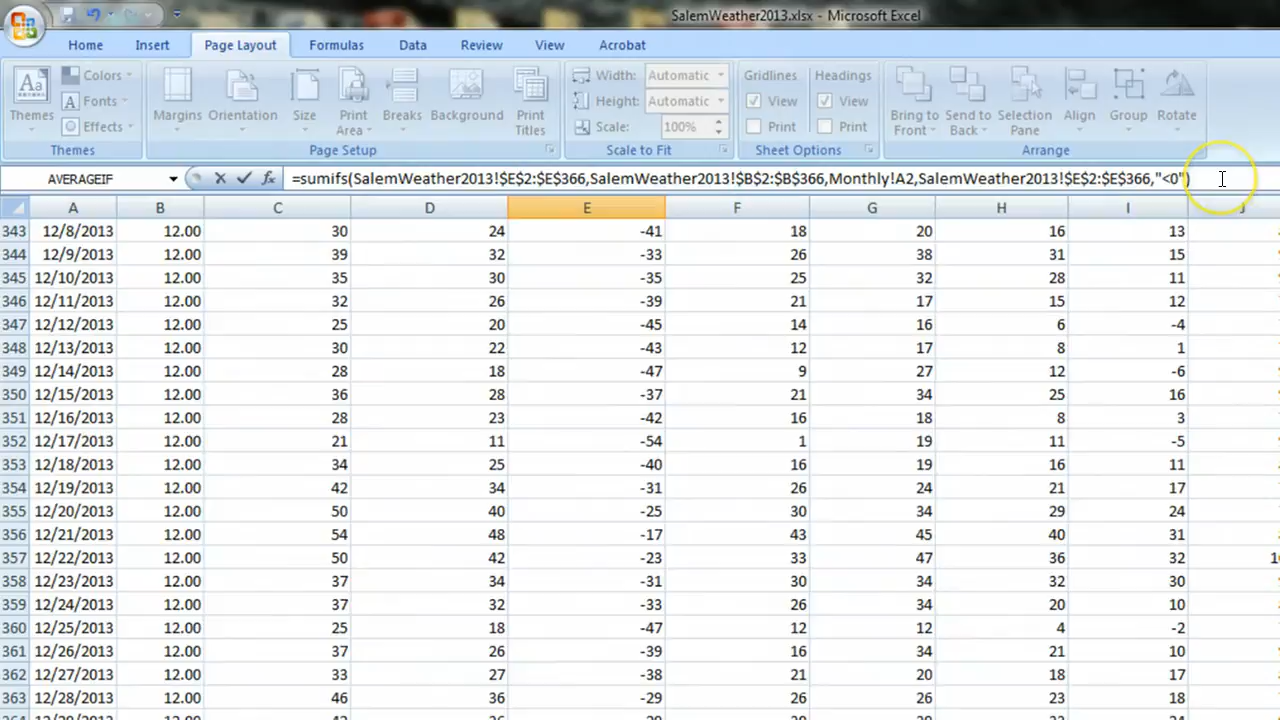 SalemWeather2013.xlsx - Microsoft Excel
Home Insert Page Layout Formulas Data Review View Acrobat
Colors Width: Automatic Gridlines Headings
Aa Fonts Height: Automatic View View
Themes Effects Margins Orientation Size Print Area Breaks Background Print Titles Scale: 100% Print Print Bring to Front Send to Back Selection Pane Align Group Rotate
Themes Page Setup Scale to Fit Sheet Options Arrange
AVERAGEIF fx =sumifs(SalemWeather2013!$E$2:$E$366,SalemWeather2013!$B$2:$B$366,Monthly!A2,SalemWeather2013!$E$2:$E$366,"<0")
A B C D E F G H I J
343 12/8/2013 12.00 30 24 -41 18 20 16 13
344 12/9/2013 12.00 39 32 -33 26 38 31 15
345 12/10/2013 12.00 35 30 -35 25 32 28 11
346 12/11/2013 12.00 32 26 -39 21 17 15 12
347 12/12/2013 12.00 25 20 -45 14 16 6 -4
348 12/13/2013 12.00 30 22 -43 12 17 8 1
349 12/14/2013 12.00 28 18 -47 9 27 12 -6
350 12/15/2013 12.00 36 28 -37 21 34 25 16
351 12/16/2013 12.00 28 23 -42 16 18 8 3
352 12/17/2013 12.00 21 11 -54 1 19 11 -5
353 12/18/2013 12.00 34 25 -40 16 19 16 11
354 12/19/2013 12.00 42 34 -31 26 24 21 17
355 12/20/2013 12.00 50 40 -25 30 34 29 24
356 12/21/2013 12.00 54 48 -17 43 45 40 31
357 12/22/2013 12.00 50 42 -23 33 47 36 32
358 12/23/2013 12.00 37 34 -31 30 34 32 30
359 12/24/2013 12.00 37 32 -33 26 34 20 10
360 12/25/2013 12.00 25 18 -47 12 12 4 -2
361 12/26/2013 12.00 37 26 -39 16 34 21 10
362 12/27/2013 12.00 33 27 -38 21 20 18 17
363 12/28/2013 12.00 46 36 -29 26 26 23 18